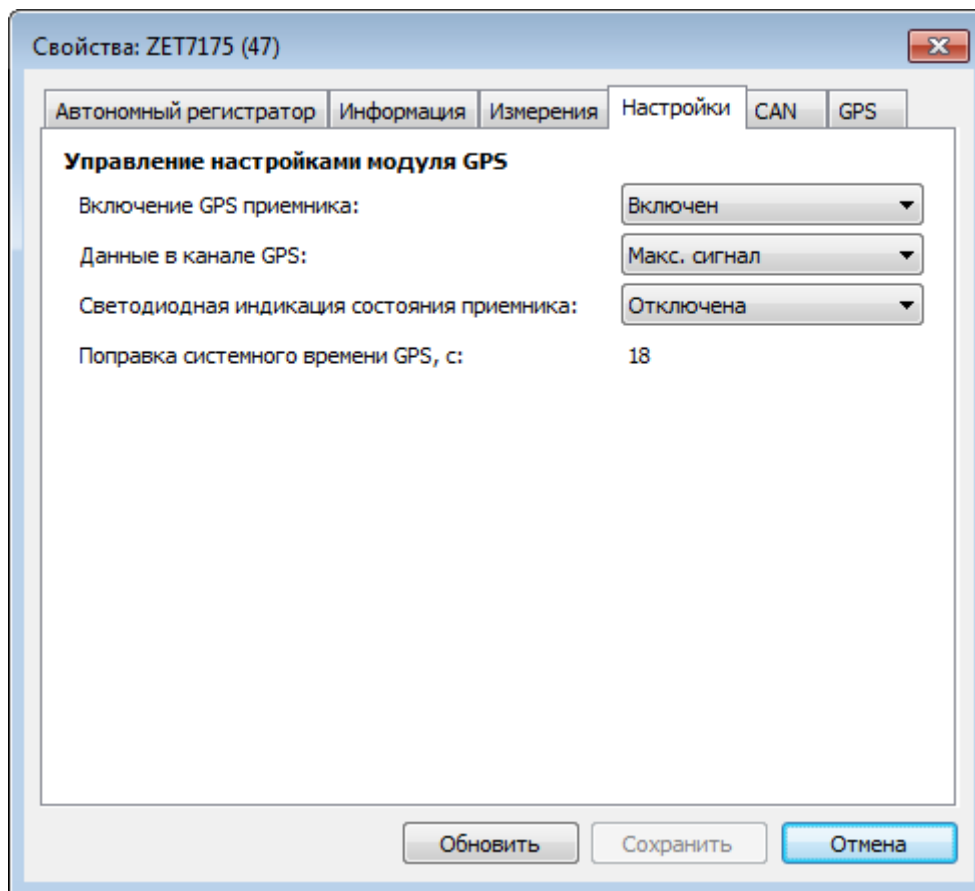 Свойства: ZET7175 (47)
Автономный регистратор Информация Измерения Настройки CAN GPS
Управление настройками модуля GPS
Включение GPS приемника: Включен
Данные в канале GPS: Макс. сигнал
Светодиодная индикация состояния приемника: Отключена
Поправка системного времени GPS, с: 18
Обновить Сохранить Отмена